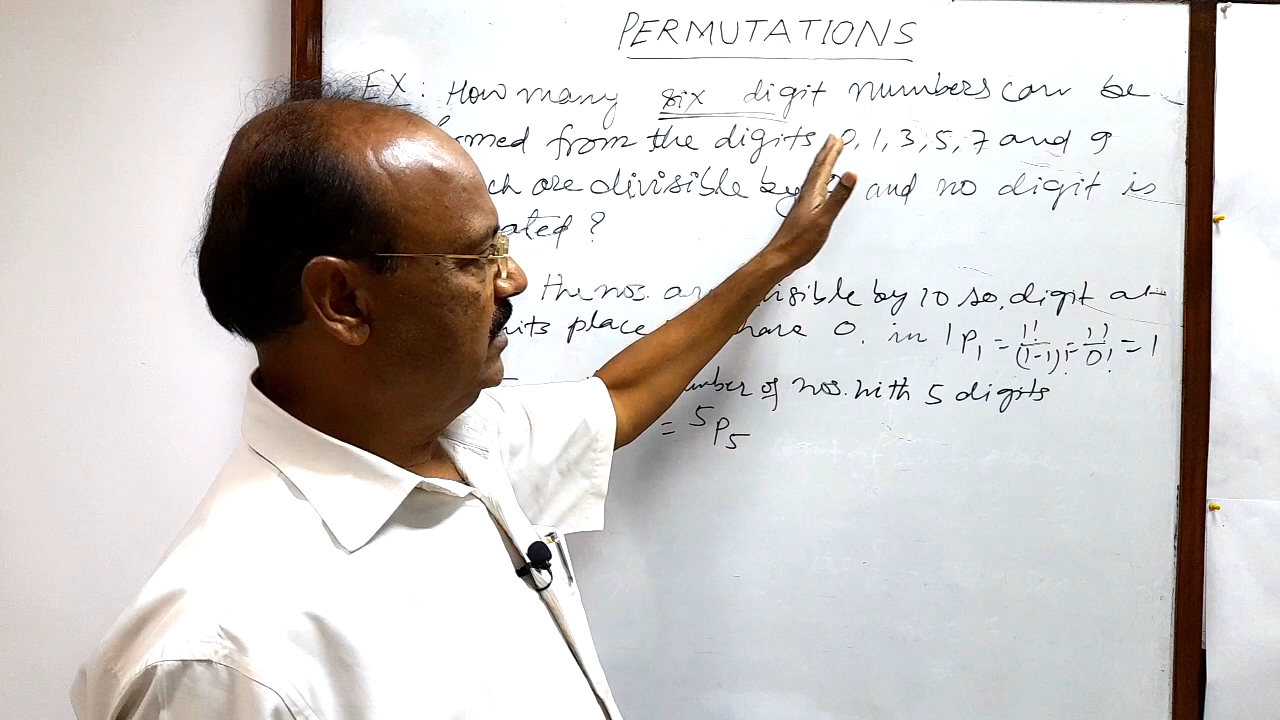 PERMUTATIONS
EX: How many six digit numbers can be
med from the digits 0, 1, 3, 5, 7 and 9
ch are divisible by and no digit is
ated?
the nos. are divisible by 10 so, digit at
its place have 0. in 1P1 = 1!/(1-1)! = 1!/0! = 1
umber of nos. with 5 digits
= 5P5